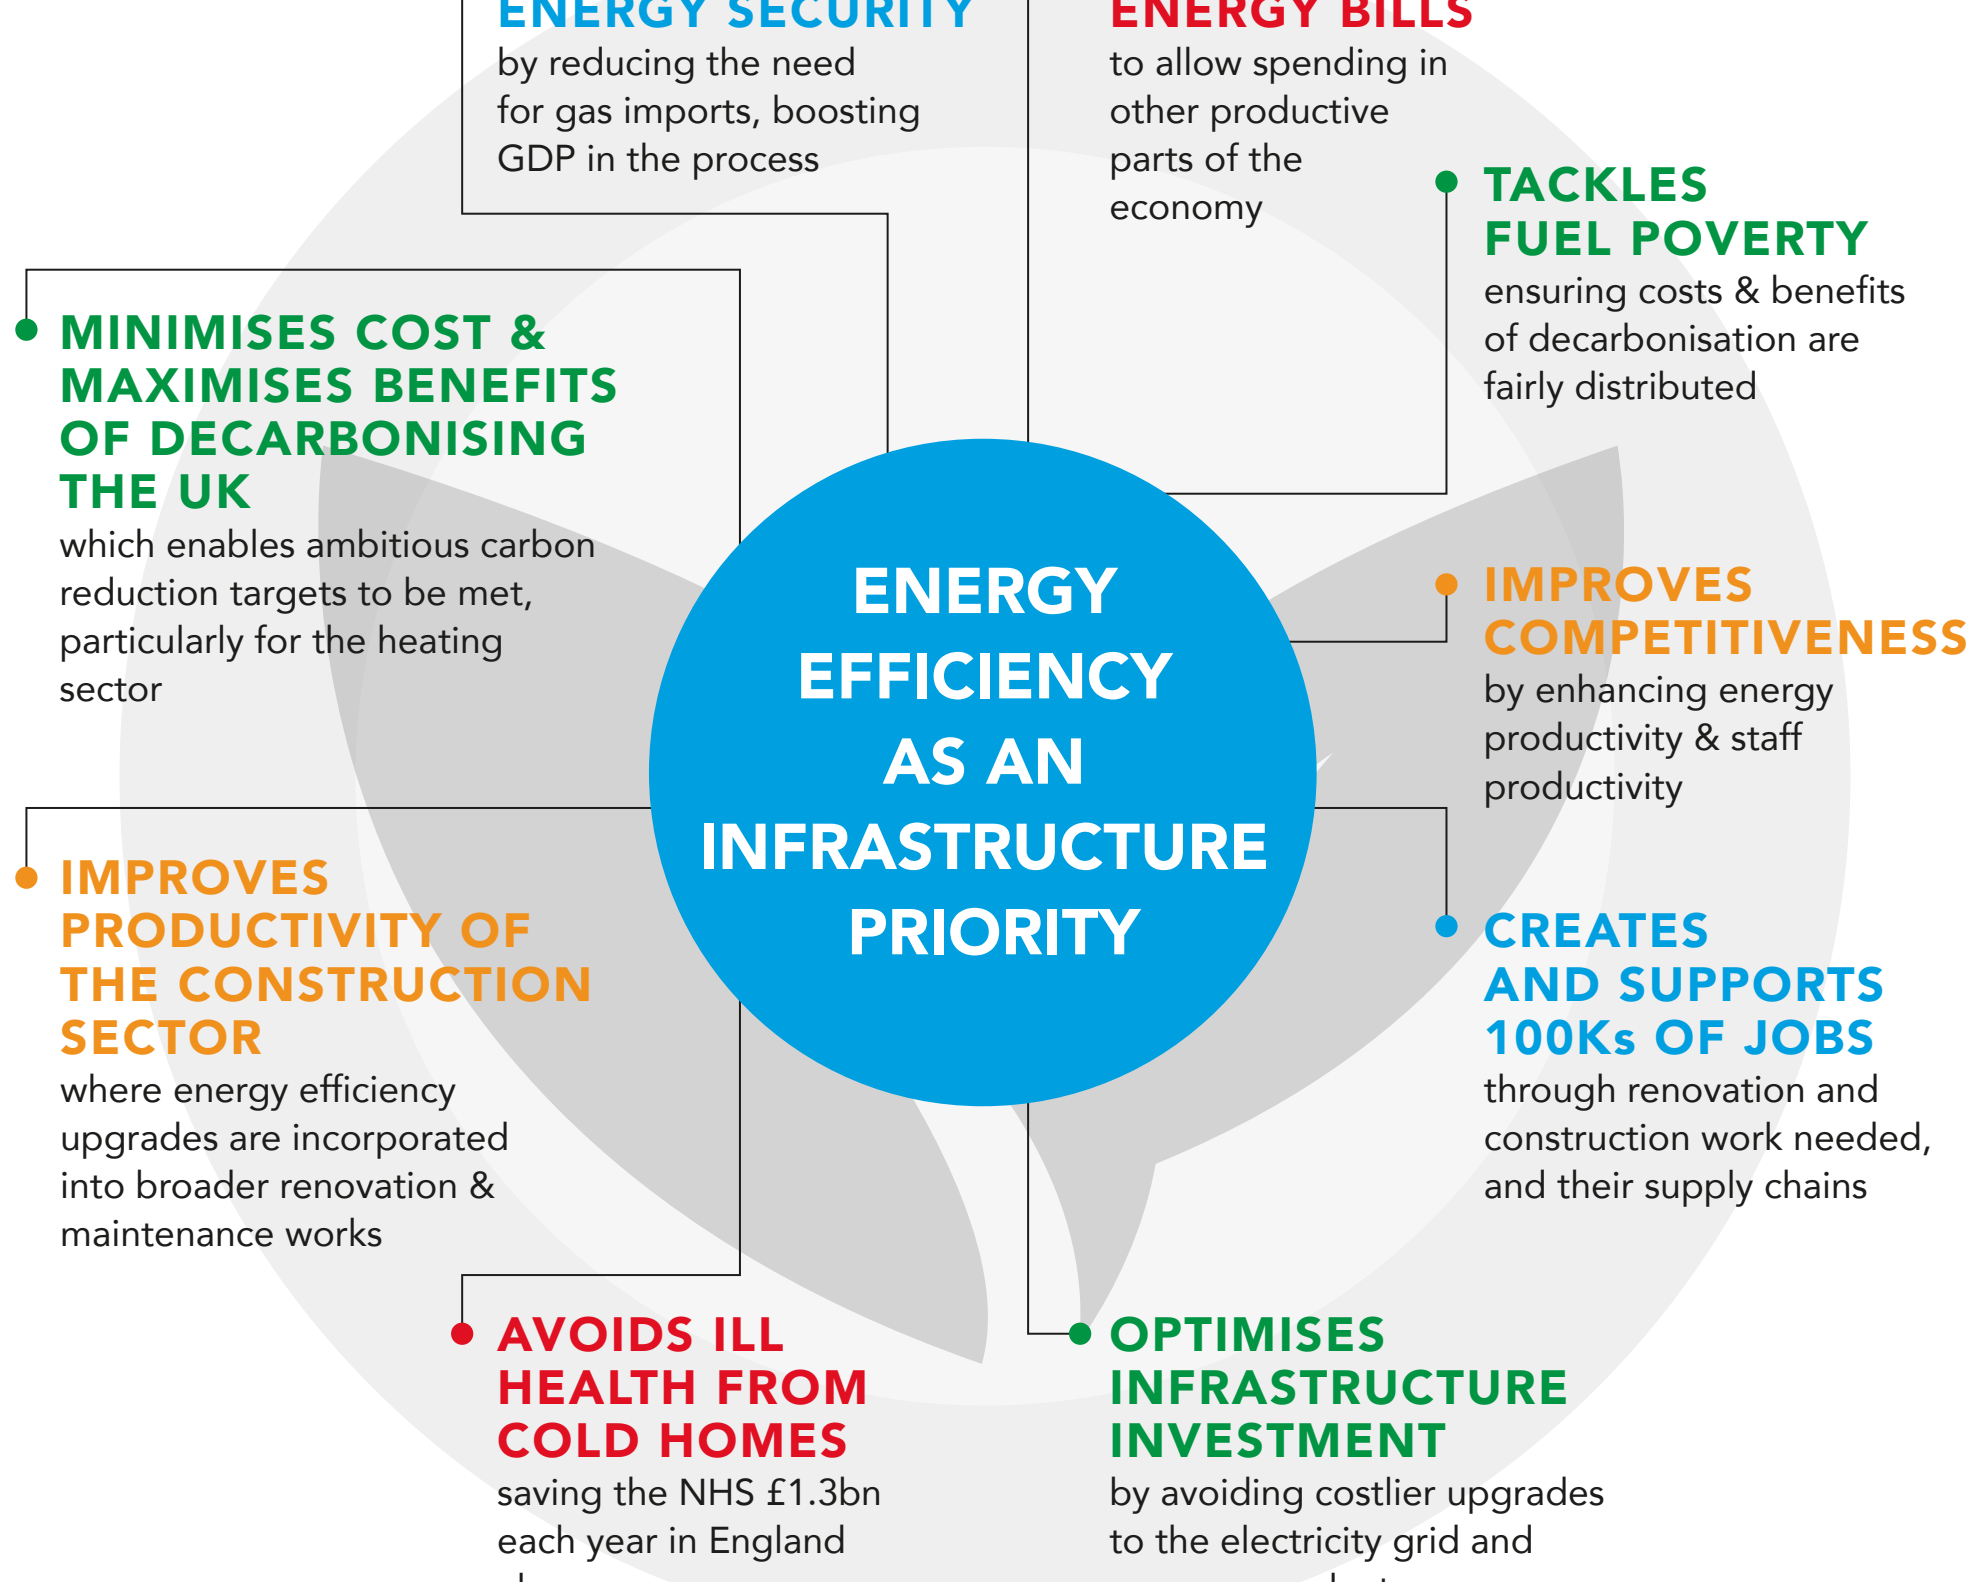 ENERGY SECURITY
by reducing the need
for gas imports, boosting
GDP in the process
ENERGY BILLS
to allow spending in
other productive
parts of the
economy
TACKLES
FUEL POVERTY
ensuring costs & benefits
of decarbonisation are
fairly distributed
MINIMISES COST &
MAXIMISES BENEFITS
OF DECARBONISING
THE UK
which enables ambitious carbon
reduction targets to be met,
particularly for the heating
sector
ENERGY
EFFICIENCY
AS AN
INFRASTRUCTURE
PRIORITY
IMPROVES
COMPETITIVENESS
by enhancing energy
productivity & staff
productivity
IMPROVES
PRODUCTIVITY OF
THE CONSTRUCTION
SECTOR
where energy efficiency
upgrades are incorporated
into broader renovation &
maintenance works
CREATES
AND SUPPORTS
100Ks OF JOBS
through renovation and
construction work needed,
and their supply chains
AVOIDS ILL
HEALTH FROM
COLD HOMES
saving the NHS £1.3bn
each year in England
OPTIMISES
INFRASTRUCTURE
INVESTMENT
by avoiding costlier upgrades
to the electricity grid and